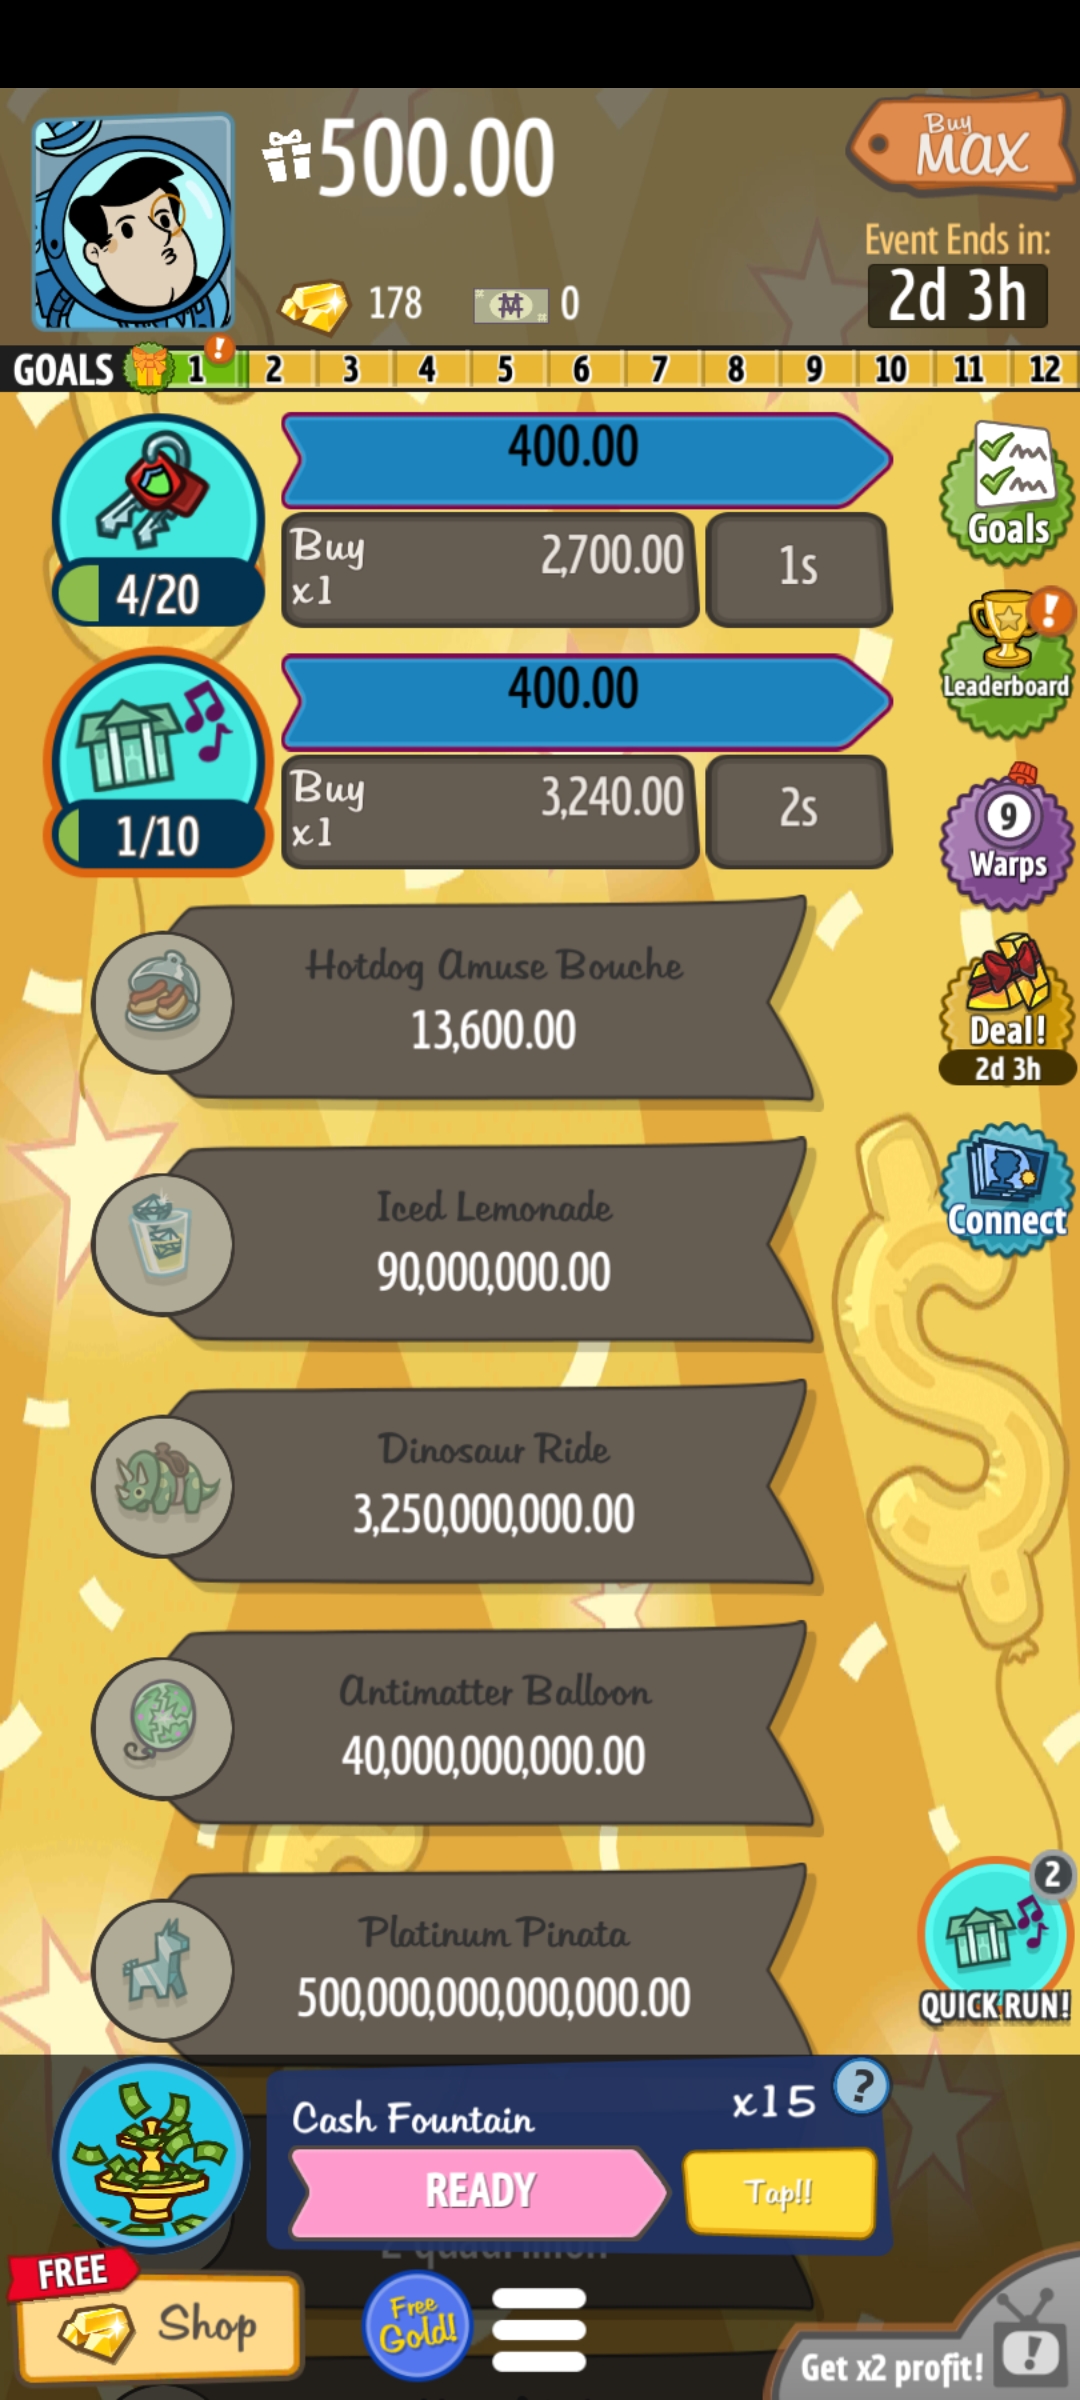 500.00
Buy
MAX
178
0
Event Ends in:
2d 3h
GOALS 1 ! 2 3 4 5 6 7 8 9 10 11 12
400.00
Buy
x1
2,700.00
1s
4/20
Goals
400.00
Buy
x1
3,240.00
2s
1/10
!
Leaderboard
9
Warps
Hotdog Amuse Bouche
13,600.00
Deal!
2d 3h
Iced Lemonade
90,000,000.00
Connect
Dinosaur Ride
3,250,000,000.00
Antimatter Balloon
40,000,000,000.00
Platinum Pinata
500,000,000,000,000.00
2
QUICK RUN!
Cash Fountain
x15
?
READY
Tap!!
2 quadrillion
FREE
Shop
Free
Gold!
Get x2 profit!
!